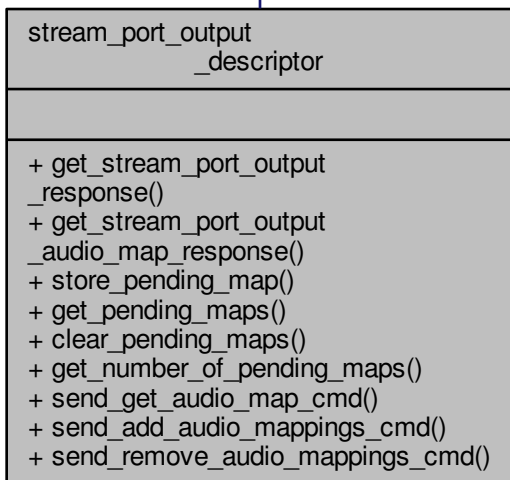 stream_port_output
_descriptor
+ get_stream_port_output
_response()
+ get_stream_port_output
_audio_map_response()
+ store_pending_map()
+ get_pending_maps()
+ clear_pending_maps()
+ get_number_of_pending_maps()
+ send_get_audio_map_cmd()
+ send_add_audio_mappings_cmd()
+ send_remove_audio_mappings_cmd()